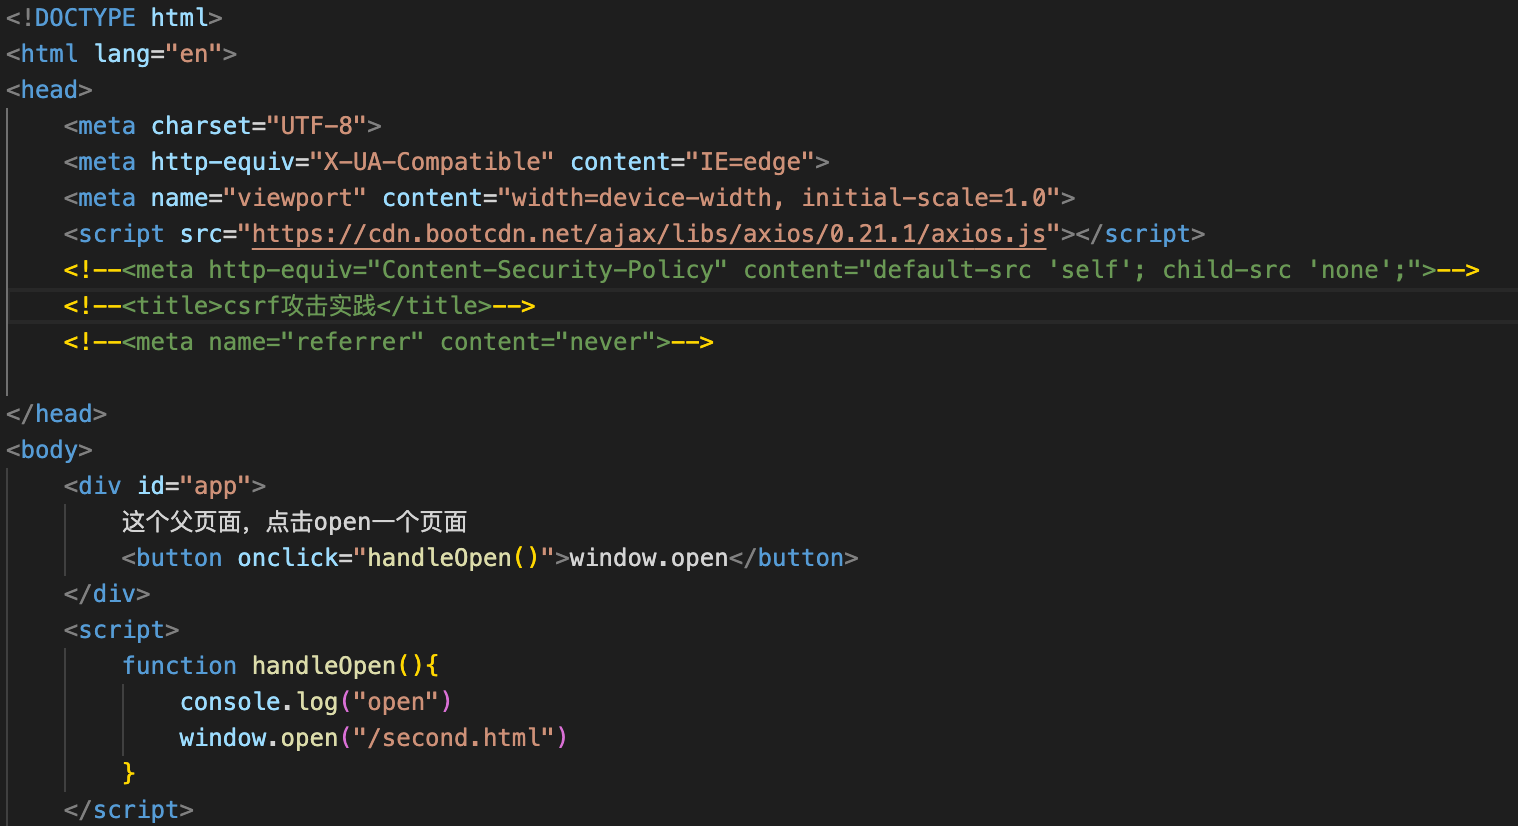 <!DOCTYPE html>
<html lang="en">
<head>
    <meta charset="UTF-8">
    <meta http-equiv="X-UA-Compatible" content="IE=edge">
    <meta name="viewport" content="width=device-width, initial-scale=1.0">
    <script src="https://cdn.bootcdn.net/ajax/libs/axios/0.21.1/axios.js"></script>
    <!--<meta http-equiv="Content-Security-Policy" content="default-src 'self'; child-src 'none';">-->
    <!--<title>csrf攻击实践</title>-->
    <!--<meta name="referrer" content="never">-->
</head>
<body>
    <div id="app">
        这个父页面，点击open一个页面
        <button onclick="handleOpen()">window.open</button>
    </div>
    <script>
        function handleOpen(){
            console.log("open")
            window.open("/second.html")
        }
    </script>